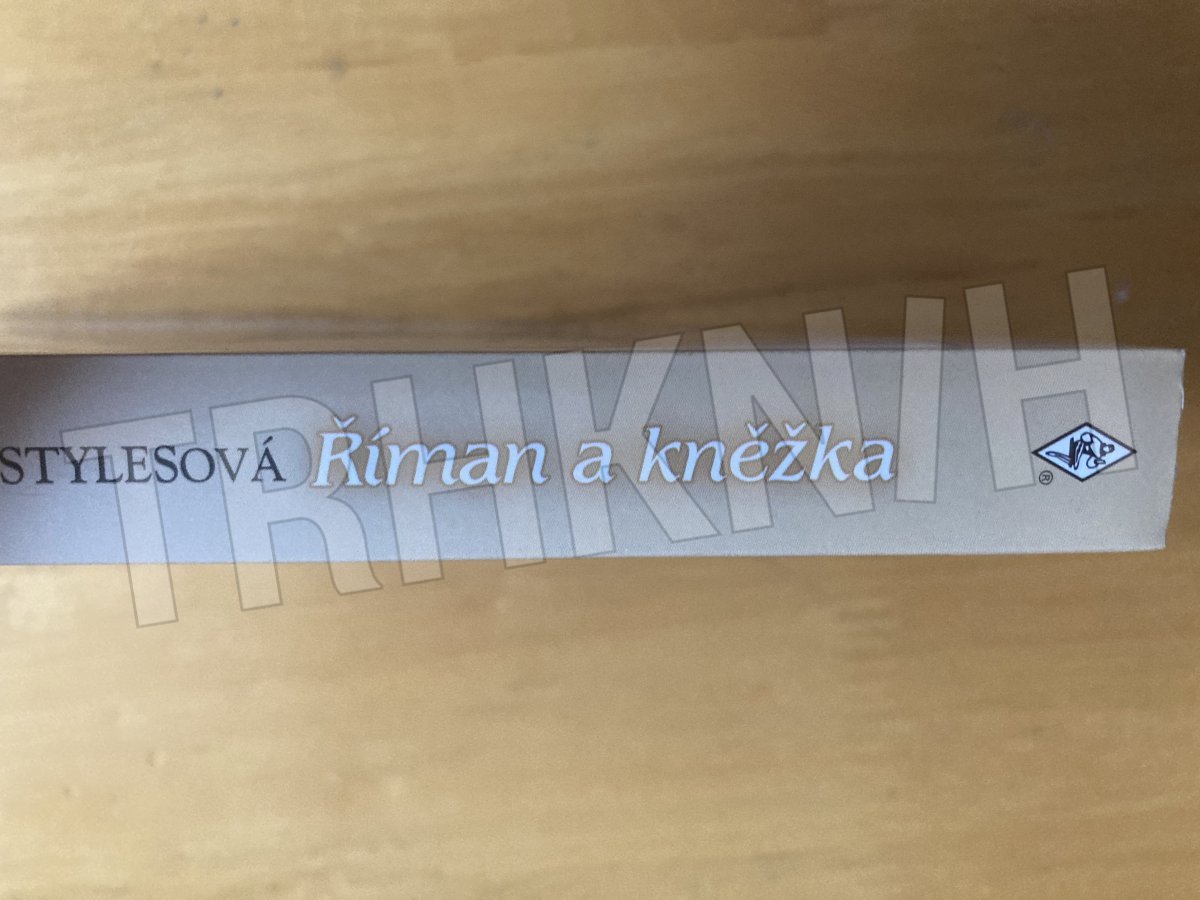 STYLESOVÁ Říman a kněžka
®
TRHKNIH